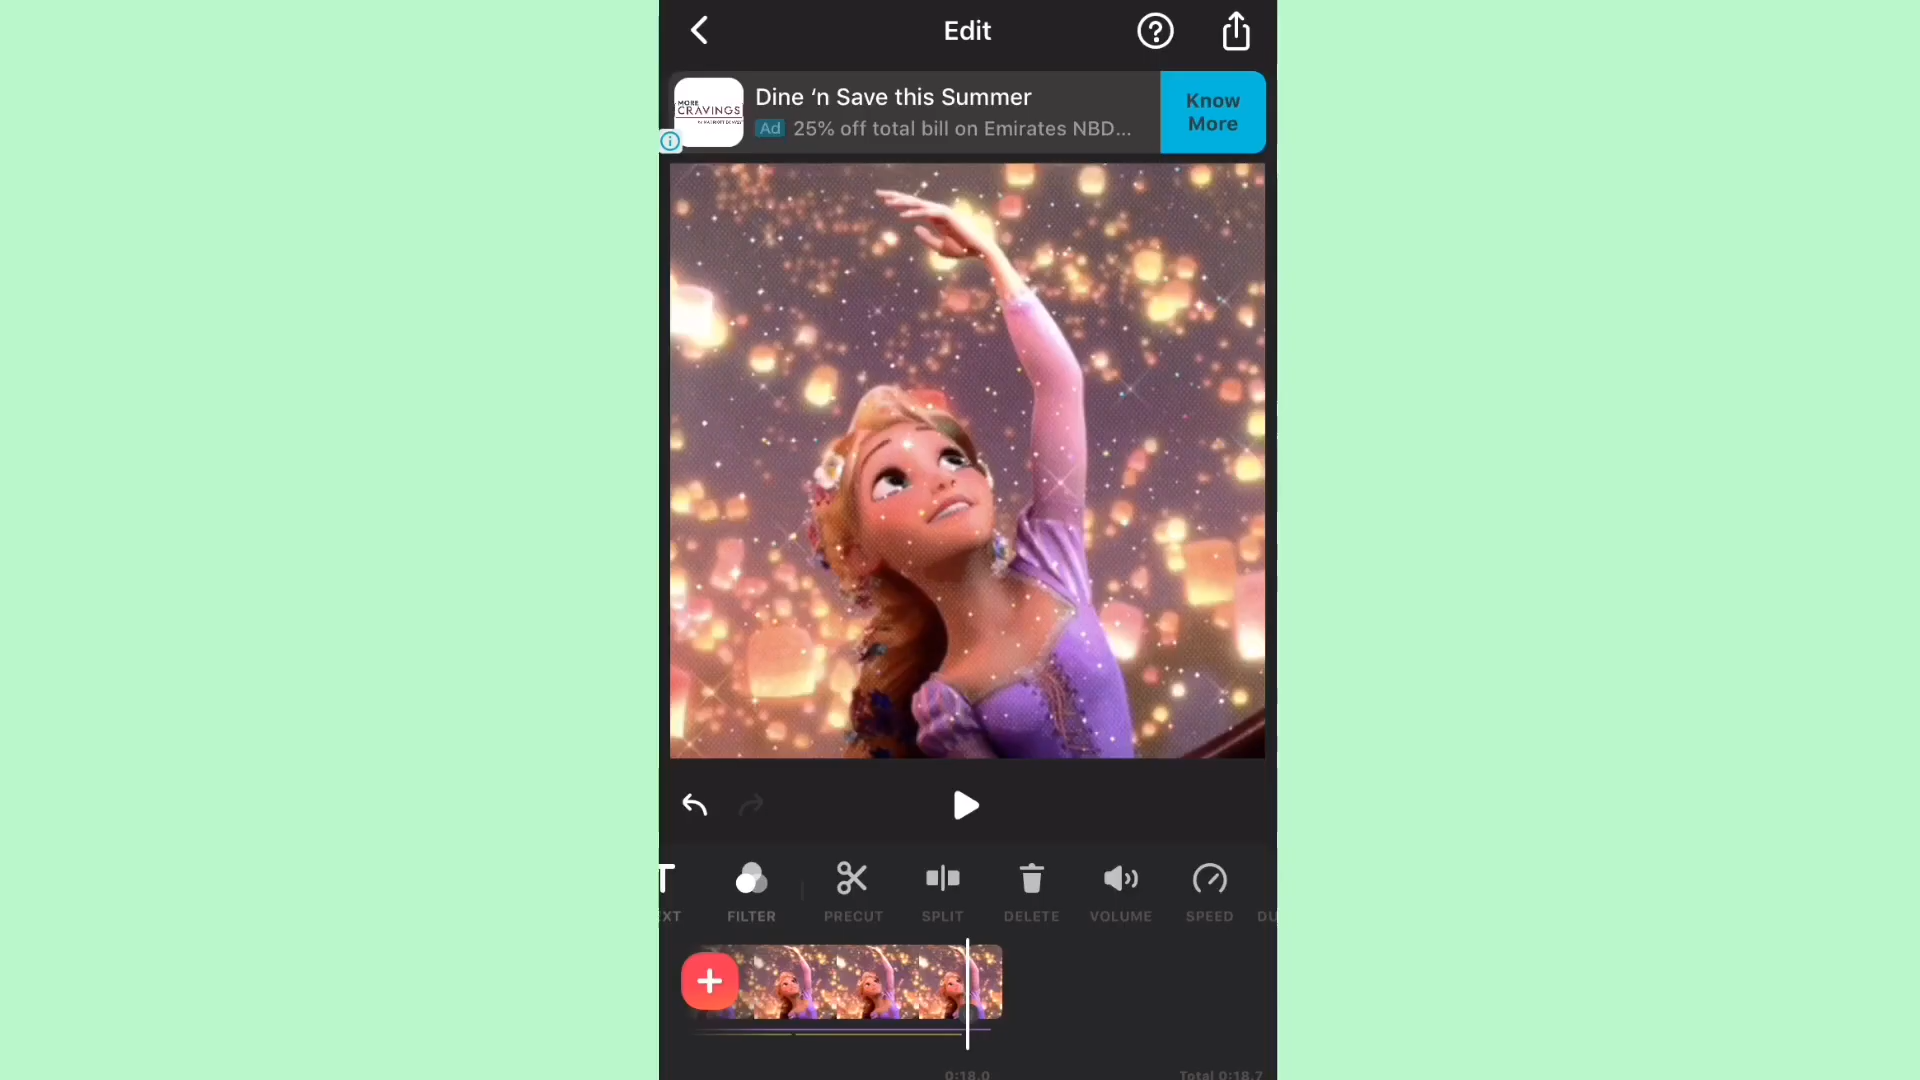 Edit
Dine ‘n Save this Summer
Ad 25% off total bill on Emirates NBD...
Know
More
MORE
CRAVINGS
EXT
FILTER
PRECUT
SPLIT
DELETE
VOLUME
SPEED
DU
0:18.0
Total 0:18.7